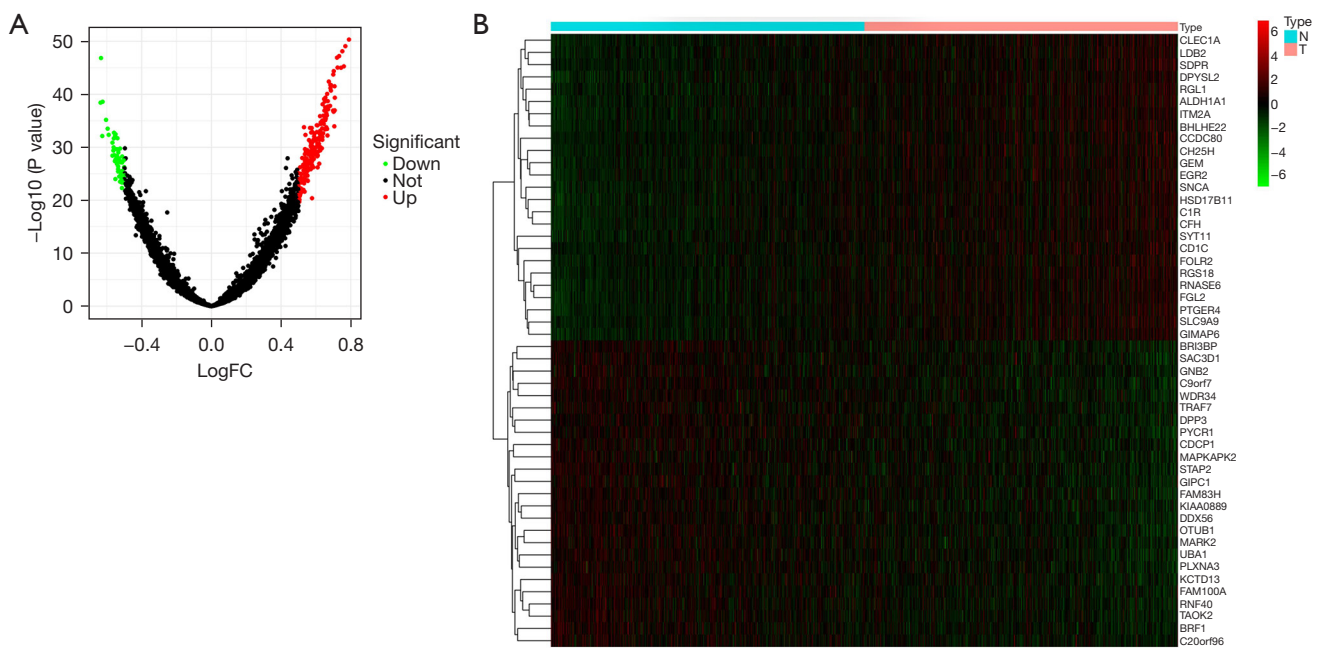 A
50
40
30
20
10
0
−Log10 (P value)
−0.4
0.0
0.4
0.8
LogFC
Significant
Down
Not
Up
B
Type
CLEC1A
LDB2
SDPR
DPYSL2
RGL1
ALDH1A1
ITM2A
BHLHE22
CCDC80
CH25H
GEM
EGR2
SNCA
HSD17B11
C1R
CFH
SYT11
CD1C
FOLR2
RGS18
RNASE6
FGL2
PTGER4
SLC9A9
GIMAP6
BRI3BP
SAC3D1
GNB2
C9orf7
WDR34
TRAF7
DPP3
PYCR1
CDCP1
MAPKAPK2
STAP2
GIPC1
FAM83H
KIAA0889
DDX56
OTUB1
MARK2
UBA1
PLXNA3
KCTD13
FAM100A
RNF40
TAOK2
BRF1
C20orf96
6
4
2
0
−2
−4
−6
Type
N
T